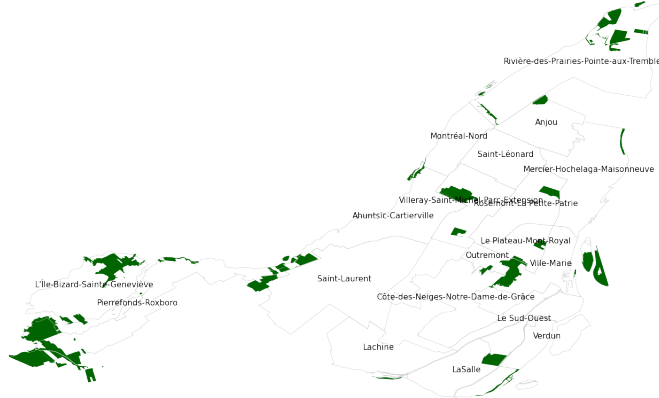 Rivière-des-Prairies-Pointe-aux-Tremble
Anjou
Montréal-Nord
Saint-Léonard
Mercier-Hochelaga-Maisonneuve
Villeray-Saint-Michel-Parc-Extension
Rosemont-La Petite-Patrie
Ahuntsic-Cartierville
Le Plateau-Mont-Royal
Outremont
Ville-Marie
Saint-Laurent
L'Île-Bizard-Sainte-Geneviève
Côte-des-Neiges-Notre-Dame-de-Grâce
Pierrefonds-Roxboro
Le Sud-Ouest
Verdun
Lachine
LaSalle